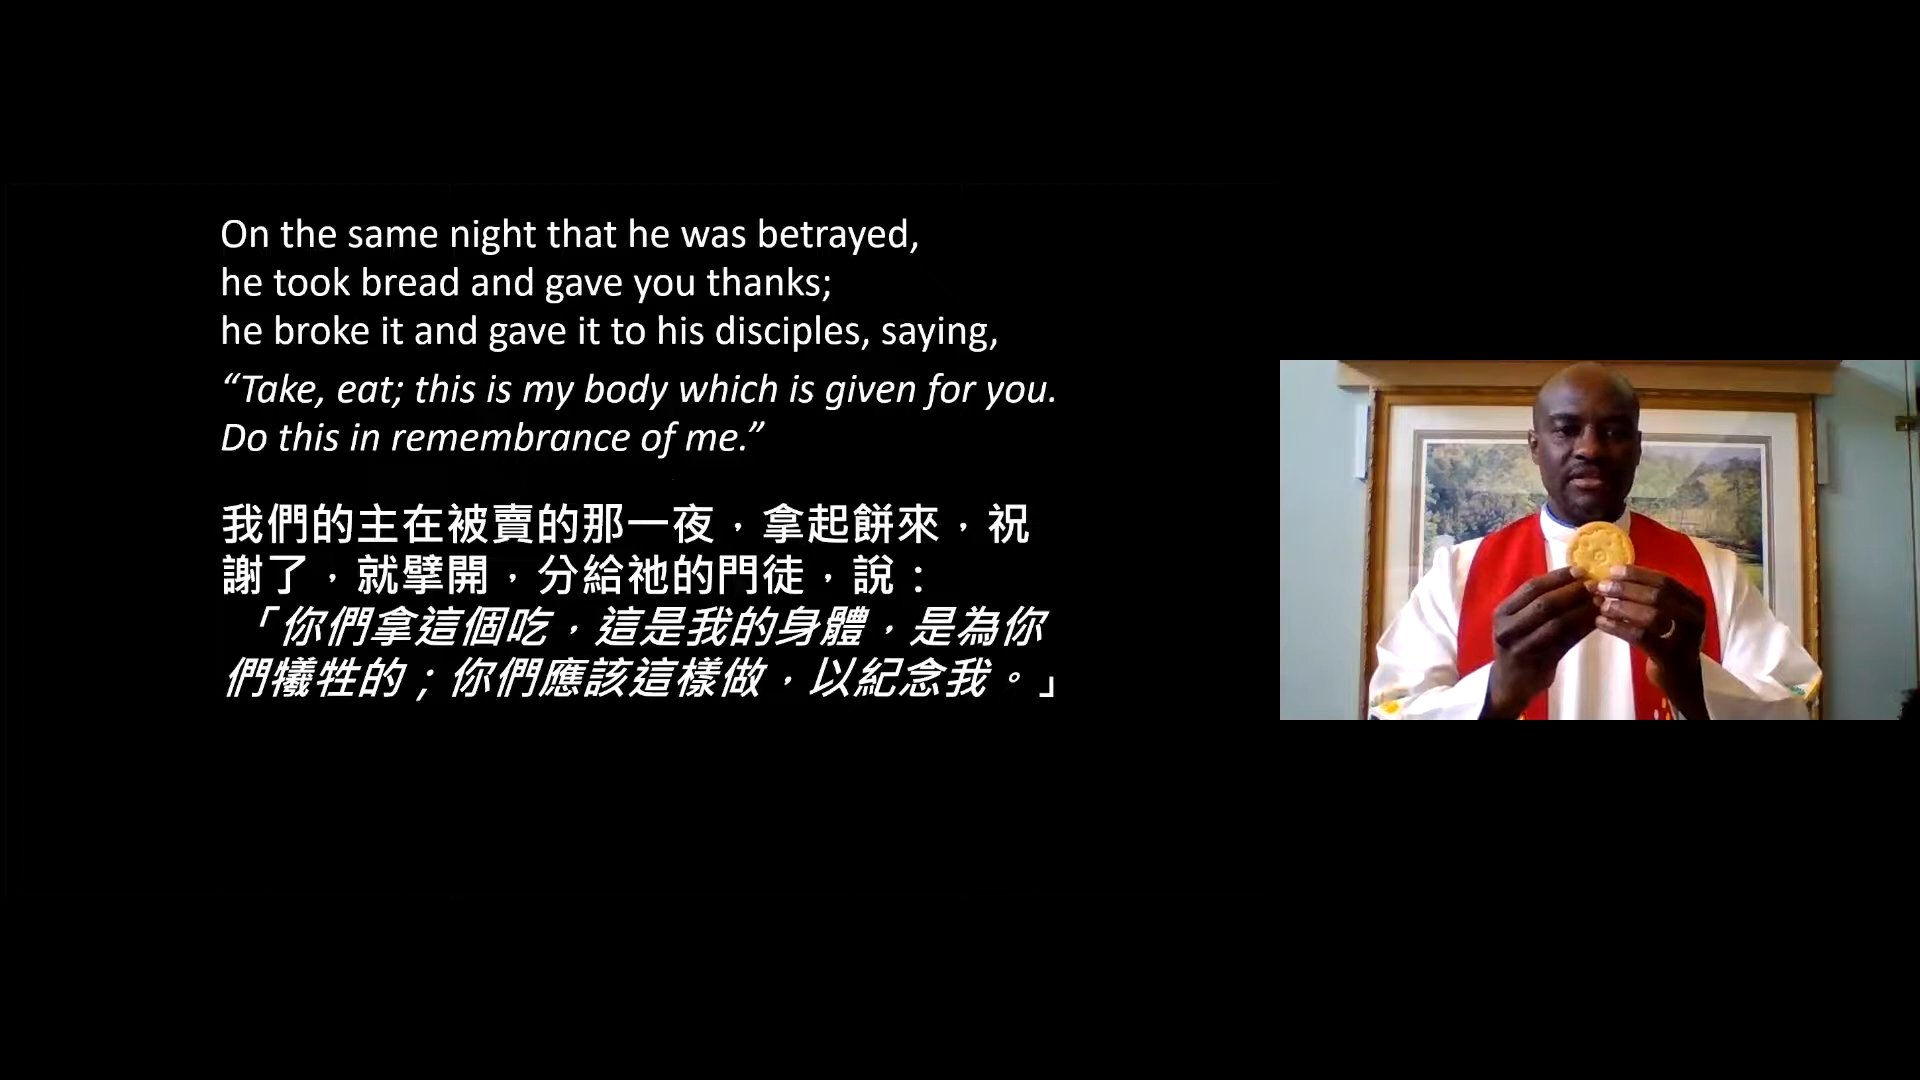 On the same night that he was betrayed,
he took bread and gave you thanks;
he broke it and gave it to his disciples, saying,
“Take, eat; this is my body which is given for you.
Do this in remembrance of me.”
我們的主在被賣的那一夜，拿起餅來，祝
謝了，就擘開，分給祂的門徒，說：
「你們拿這個吃，這是我的身體，是為你
們犧牲的；你們應該這樣做，以紀念我。」